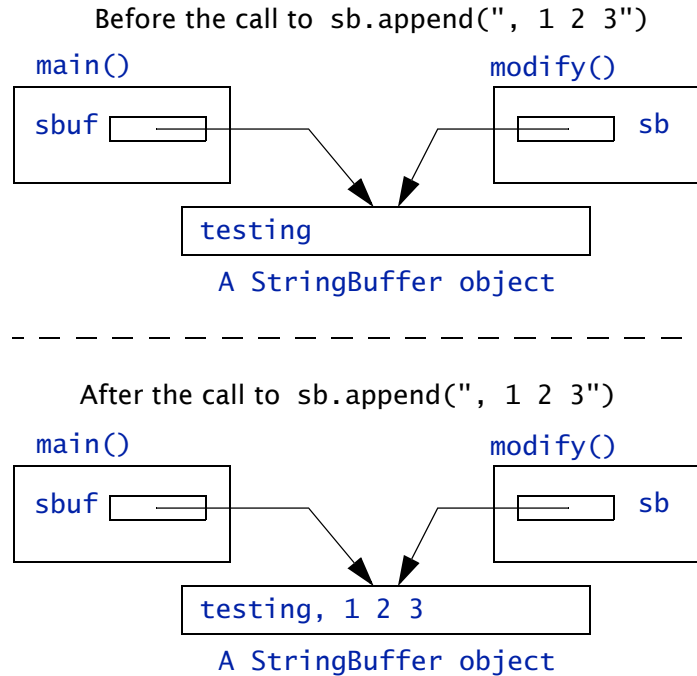 Before the call to sb.append(", 1 2 3")
main() modify()
sbuf sb
testing
A StringBuffer object
After the call to sb.append(", 1 2 3")
main() modify()
sbuf sb
testing, 1 2 3
A StringBuffer object